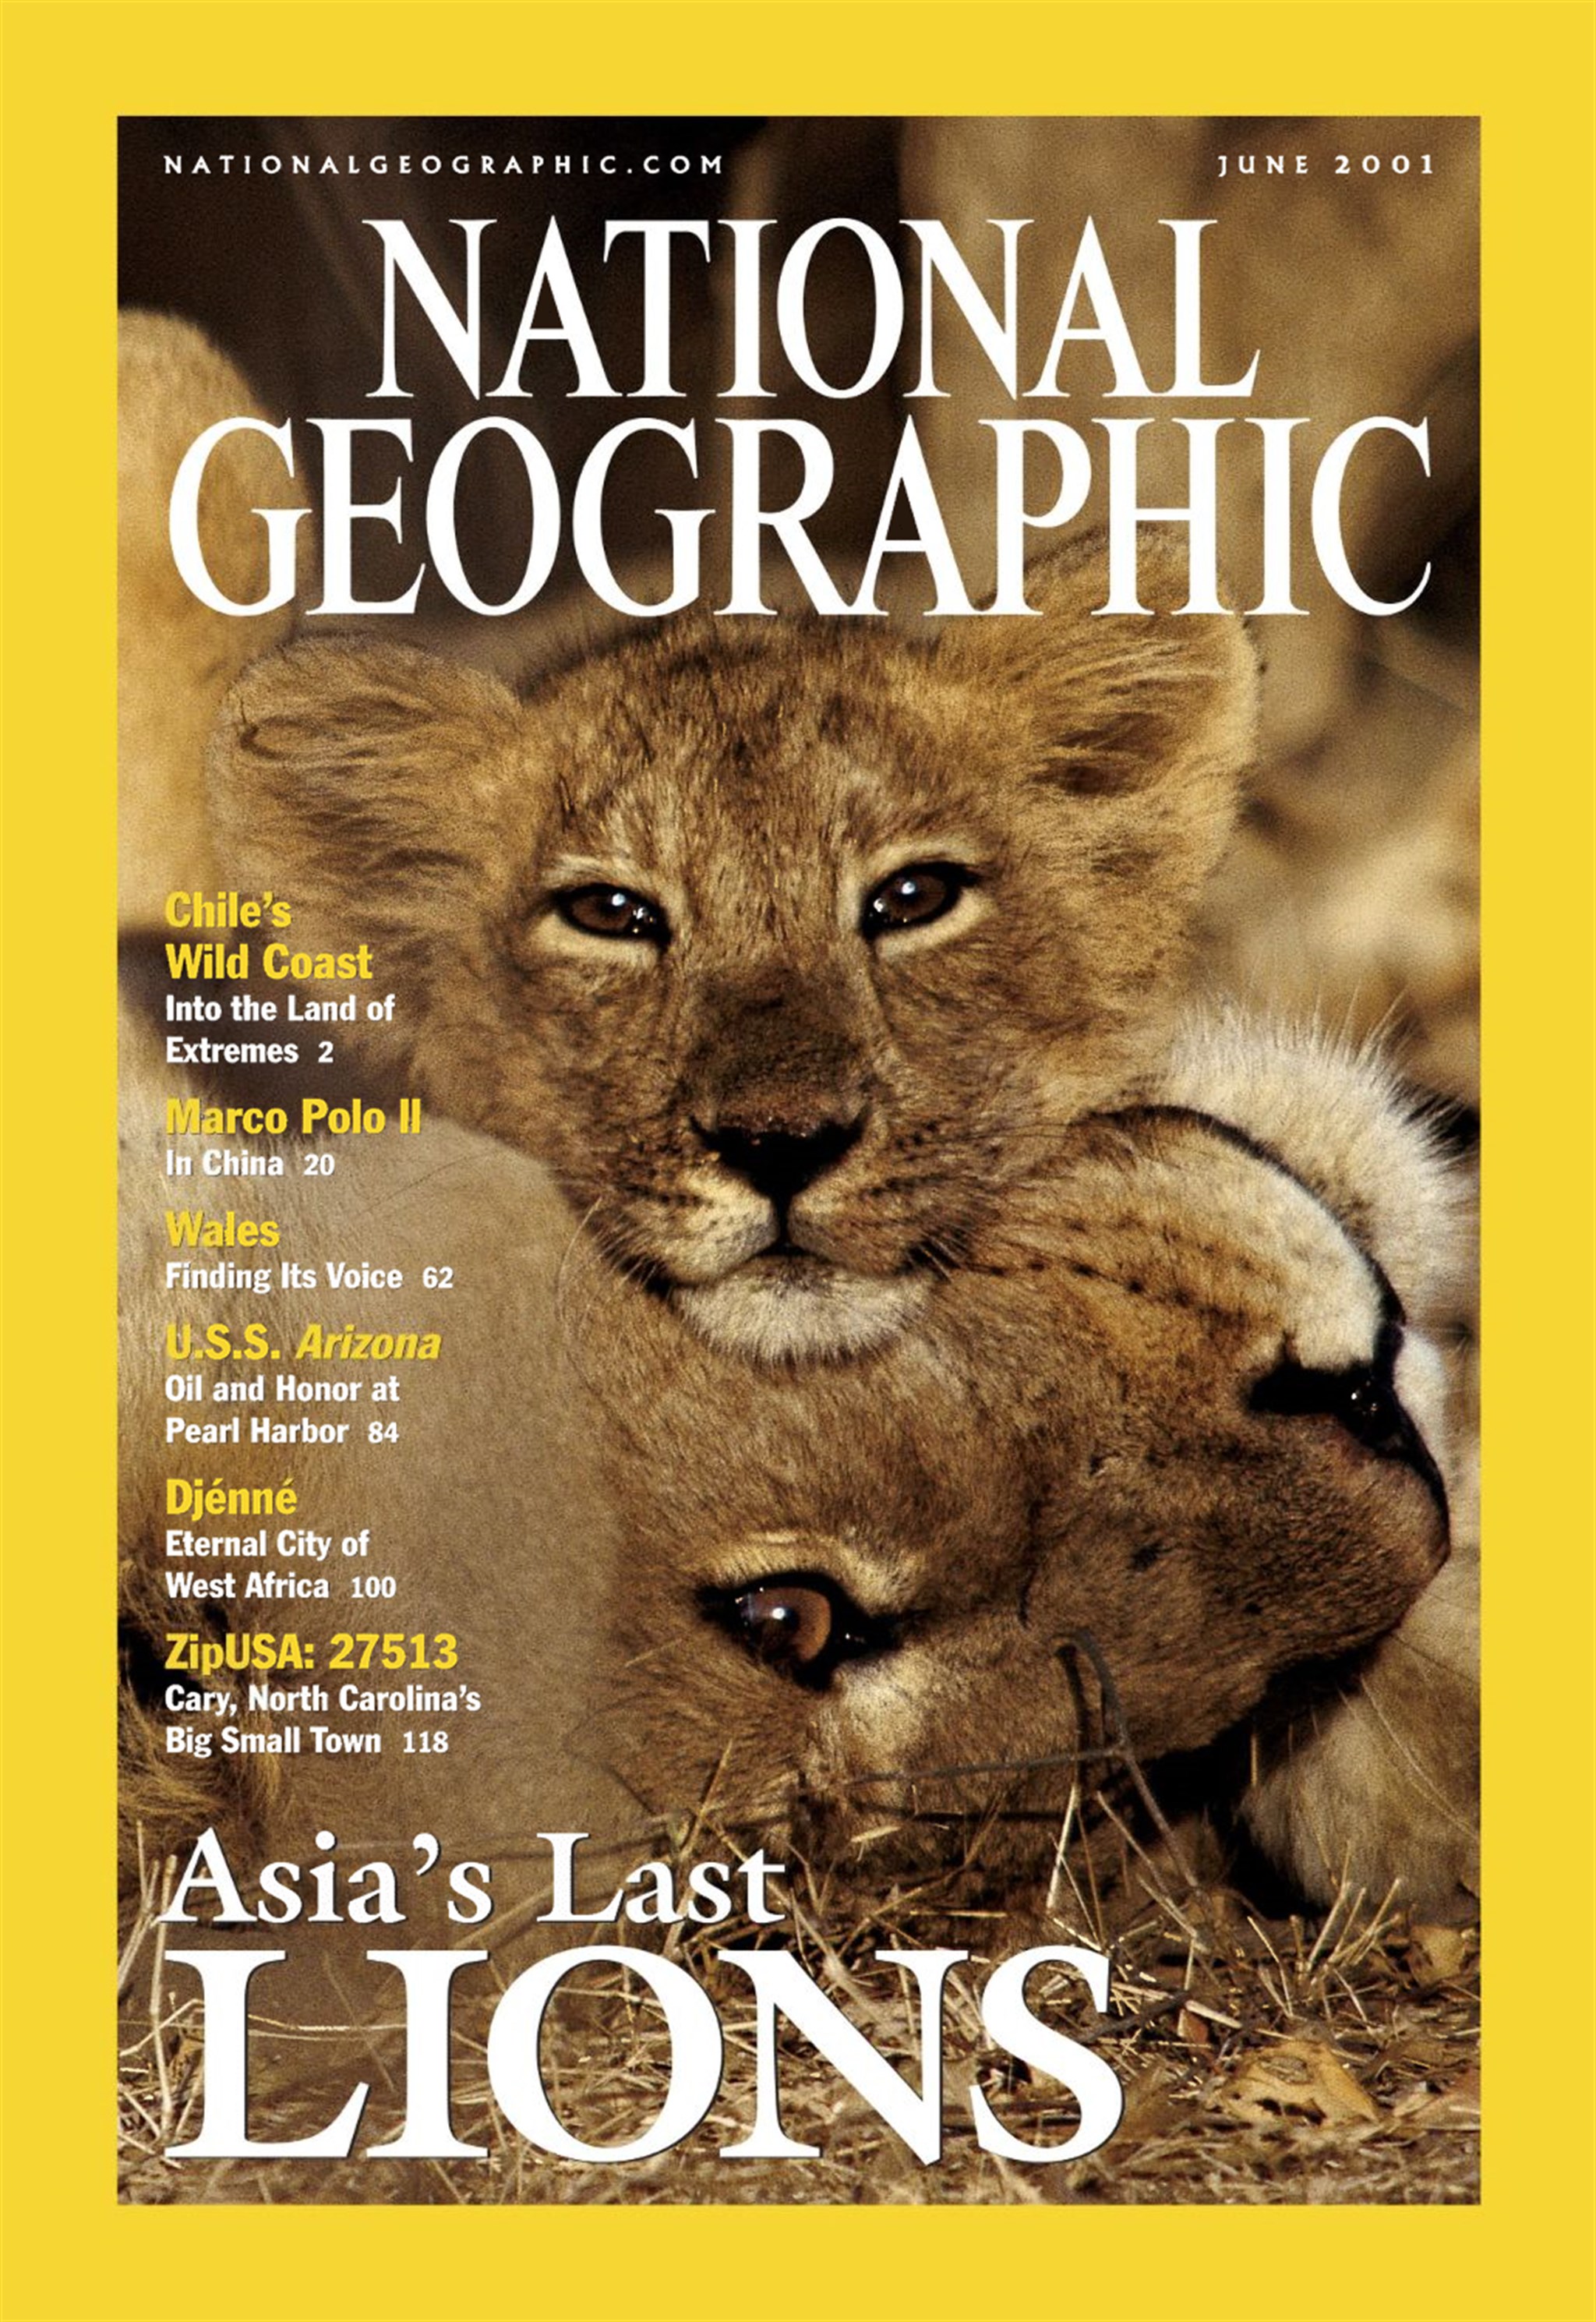 NATIONALGEOGRAPHIC.COM
JUNE 2001
NATIONAL
GEOGRAPHIC
Chile's
Wild Coast
Into the Land of
Extremes 2
Marco Polo II
In China 20
Wales
Finding Its Voice 62
U.S.S. Arizona
Oil and Honor at
Pearl Harbor 84
Djénné
Eternal City of
West Africa 100
ZipUSA: 27513
Cary, North Carolina's
Big Small Town 118
Asia's Last
LIONS